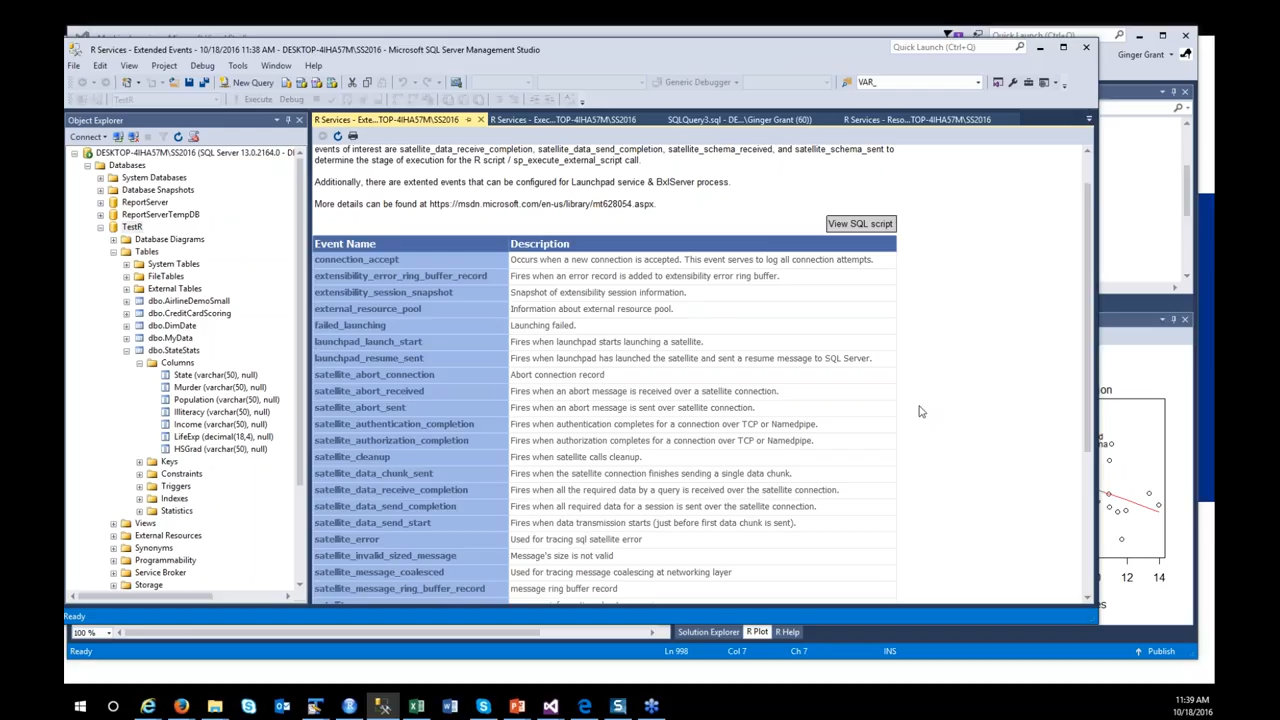 R Services - Extended Events - 10/18/2016 11:38 AM - DESKTOP-4IHA57M\SS2016 - Microsoft SQL Server Management Studio
Quick Launch (Ctrl+Q)
Ginger Grant
File Edit View Project Debug Tools Window Help
New Query
Generic Debugger
VAR_
TestR
Execute Debug
Object Explorer
R Services - Exte...TOP-4IHA57M\SS2016
R Services - Exec...TOP-4IHA57M\SS2016
SQLQuery3.sql - DE...\Ginger Grant (60))
R Services - Reso...TOP-4IHA57M\SS2016
Connect
DESKTOP-4IHA57M\SS2016 (SQL Server 13.0.2164.0 - DI
Databases
System Databases
Database Snapshots
ReportServer
ReportServerTempDB
TestR
Database Diagrams
Tables
System Tables
FileTables
External Tables
dbo.AirlineDemoSmall
dbo.CreditCardScoring
dbo.DimDate
dbo.MyData
dbo.StateStats
Columns
State (varchar(50), null)
Murder (varchar(50), null)
Population (varchar(50), null)
Illiteracy (varchar(50), null)
Income (varchar(50), null)
LifeExp (decimal(18,4), null)
HSGrad (varchar(50), null)
Keys
Constraints
Triggers
Indexes
Statistics
Views
External Resources
Synonyms
Programmability
Service Broker
Storage
events of interest are satellite_data_receive_completion, satellite_data_send_completion, satellite_schema_received, and satellite_schema_sent to
determine the stage of execution for the R script / sp_execute_external_script call.
Additionally, there are extented events that can be configured for Launchpad service & BxlServer process.
More details can be found at https://msdn.microsoft.com/en-us/library/mt628054.aspx.
View SQL script
Event Name Description
connection_accept Occurs when a new connection is accepted. This event serves to log all connection attempts.
extensibility_error_ring_buffer_record Fires when an error record is added to extensibility error ring buffer.
extensibility_session_snapshot Snapshot of extensibility session information.
external_resource_pool Information about external resource pool.
failed_launching Launching failed.
launchpad_launch_start Fires when launchpad starts launching a satellite.
launchpad_resume_sent Fires when launchpad has launched the satellite and sent a resume message to SQL Server.
satellite_abort_connection Abort connection record
satellite_abort_received Fires when an abort message is received over a satellite connection.
satellite_abort_sent Fires when an abort message is sent over satellite connection.
satellite_authentication_completion Fires when authentication completes for a connection over TCP or Namedpipe.
satellite_authorization_completion Fires when authorization completes for a connection over TCP or Namedpipe.
satellite_cleanup Fires when satellite calls cleanup.
satellite_data_chunk_sent Fires when the satellite connection finishes sending a single data chunk.
satellite_data_receive_completion Fires when all the required data by a query is received over the satellite connection.
satellite_data_send_completion Fires when all required data for a session is sent over the satellite connection.
satellite_data_send_start Fires when data transmission starts (just before first data chunk is sent).
satellite_error Used for tracing sql satellite error
satellite_invalid_sized_message Message's size is not valid
satellite_message_coalesced Used for tracing message coalescing at networking layer
satellite_message_ring_buffer_record message ring buffer record
12 14
Ready
100 %
Solution Explorer R Plot R Help
Ready Ln 998 Col 7 Ch 7 INS Publish
11:39 AM
10/18/2016